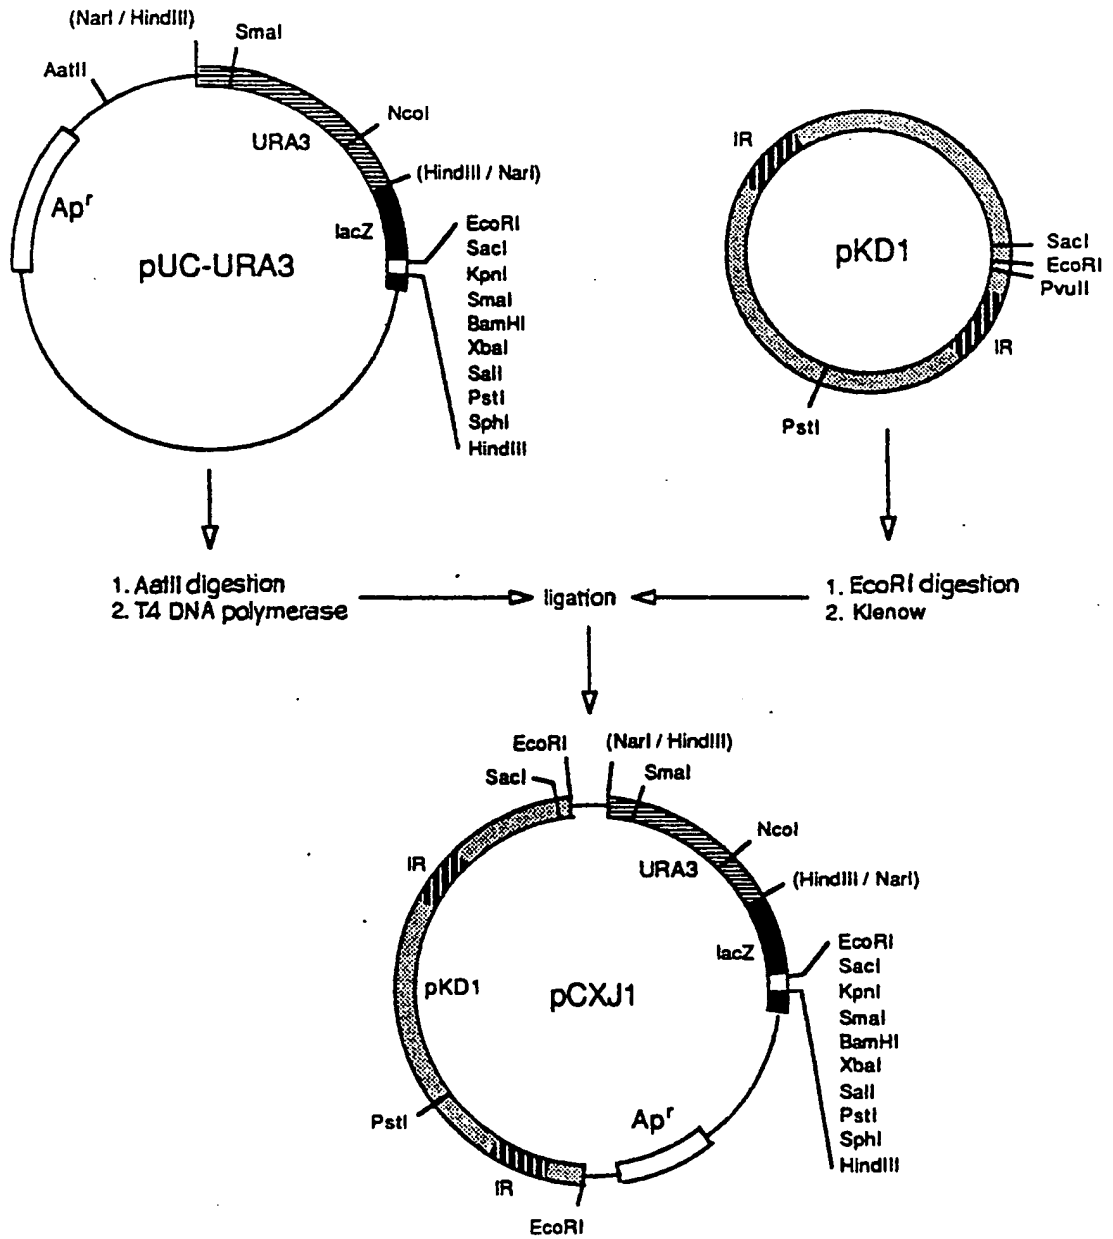 (NarI / HindIII)
SmaI
AatII
NcoI
URA3
(HindIII / NarI)
Apr
lacZ
pUC-URA3
EcoRI
SacI
KpnI
SmaI
BamHI
XbaI
SalI
PstI
SphI
HindIII
IR
pKD1
SacI
EcoRI
PvuII
IR
PstI
1. AatII digestion
2. T4 DNA polymerase
ligation
1. EcoRI digestion
2. Klenow
EcoRI
(NarI / HindIII)
SacI
SmaI
NcoI
IR
URA3
(HindIII / NarI)
lacZ
pKD1
pCXJ1
EcoRI
SacI
KpnI
SmaI
BamHI
XbaI
SalI
PstI
SphI
HindIII
PstI
Apr
IR
EcoRI